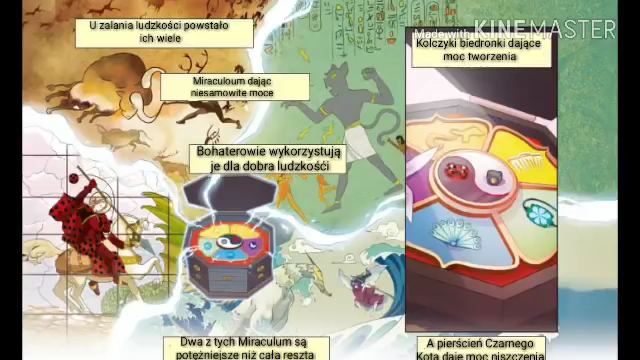 U zalania ludzkości powstało
ich wiele
Miraculoum dając
niesamowite moce
Bohaterowie wykorzystują
je dla dobra ludzkośći
Dwa z tych Miraculum są
potężniejsze niż cała reszta
Made with
KINEMASTER
Kolczyki biedronki dające
moc tworzenia
A pierścień Czarnego
Kota daje moc niszczenia